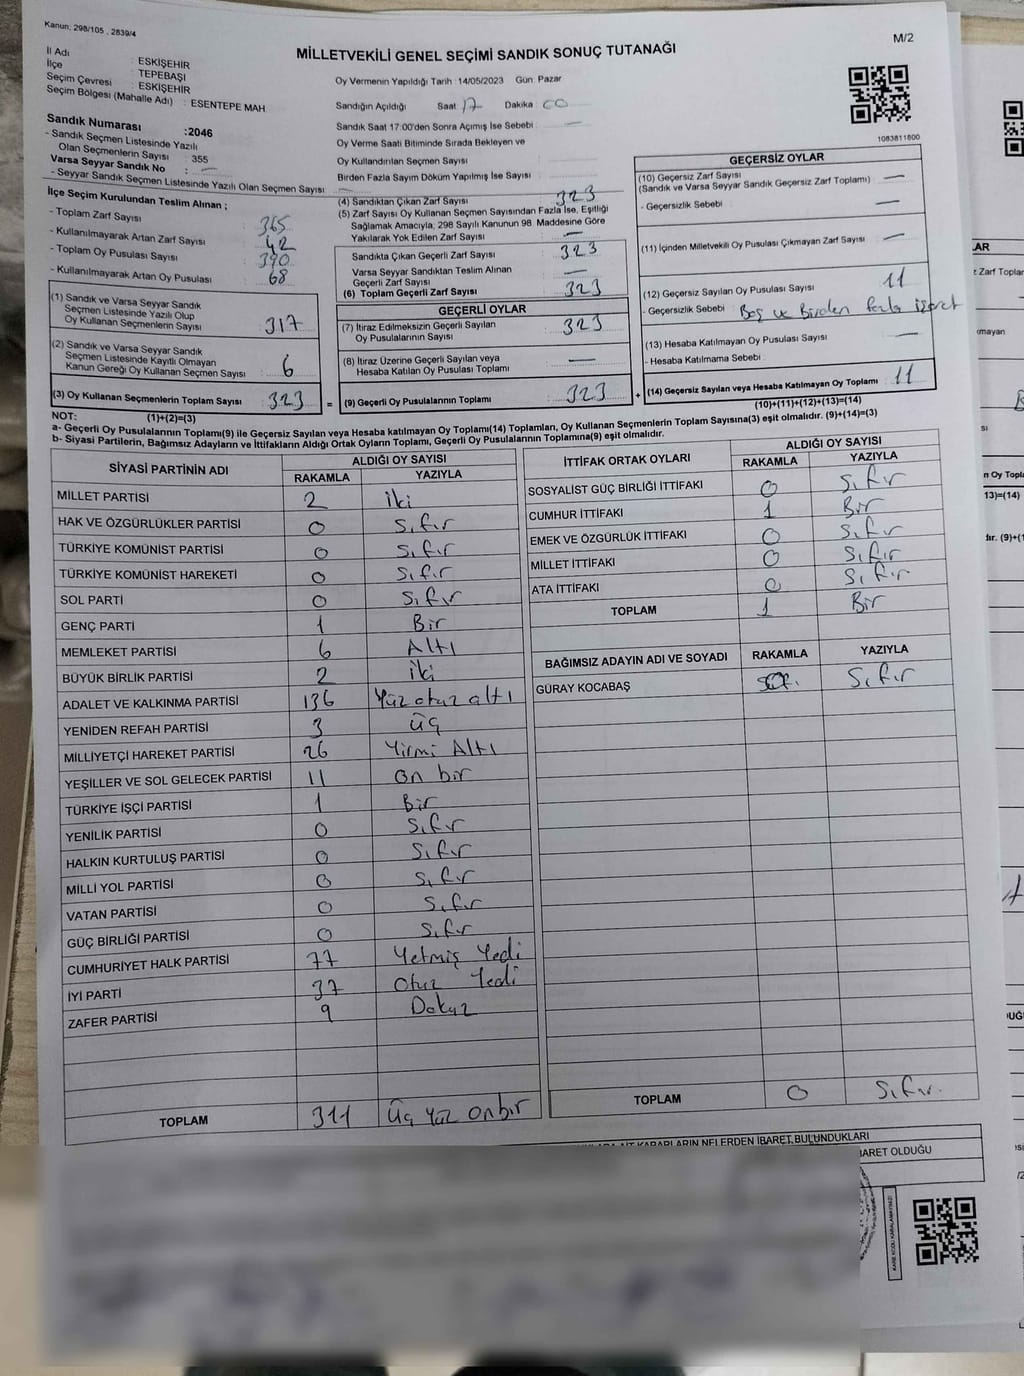 Kanun: 298/105 , 2839/4
M/2
MİLLETVEKİLİ GENEL SEÇİMİ SANDIK SONUÇ TUTANAĞI
İl Adı : ESKİŞEHİR
İlçe : TEPEBAŞI
Seçim Çevresi : ESKİŞEHİR
Seçim Bölgesi (Mahalle Adı) : ESENTEPE MAH.
Sandık Numarası :2046
- Sandık Seçmen Listesinde Yazılı
Olan Seçmenlerin Sayısı : 355
Varsa Seyyar Sandık No : —
- Seyyar Sandık Seçmen Listesinde Yazılı Olan Seçmen Sayısı : —
Oy Vermenin Yapıldığı Tarih :14/05/2023 Gün: Pazar
Sandığın Açıldığı Saat 17 Dakika 00
Sandık Saat 17:00'den Sonra Açımış İse Sebebi : —
Oy Verme Saati Bitiminde Sırada Bekleyen ve
Oy Kullandırılan Seçmen Sayısı :
Birden Fazla Sayım Döküm Yapılmış İse Sayısı :
1083811800
İlçe Seçim Kurulundan Teslim Alınan ;
- Toplam Zarf Sayısı : 365
- Kullanılmayarak Artan Zarf Sayısı : 42
- Toplam Oy Pusulası Sayısı : 390
- Kullanılmayarak Artan Oy Pusulası : 68
(1) Sandık ve Varsa Seyyar Sandık
Seçmen Listesinde Yazılı Olup
Oy Kullanan Seçmenlerin Sayısı : 317
(2) Sandık ve Varsa Seyyar Sandık
Seçmen Listesinde Kayıtlı Olmayan
Kanun Gereği Oy Kullanan Seçmen Sayısı : 6
(3) Oy Kullanan Seçmenlerin Toplam Sayısı : 323
(1)+(2)=(3)
(4) Sandıktan Çıkan Zarf Sayısı : 323
(5) Zarf Sayısı Oy Kullanan Seçmen Sayısından Fazla İse, Eşitliği
Sağlamak Amacıyla, 298 Sayılı Kanunun 98. Maddesine Göre
Yakılarak Yok Edilen Zarf Sayısı : —
Sandıkta Çıkan Geçerli Zarf Sayısı : 323
Varsa Seyyar Sandıktan Teslim Alınan
Geçerli Zarf Sayısı : —
(6) Toplam Geçerli Zarf Sayısı : 323
GEÇERLİ OYLAR
(7) İtiraz Edilmeksizin Geçerli Sayılan
Oy Pusulalarının Sayısı : 323
(8) İtiraz Üzerine Geçerli Sayılan veya
Hesaba Katılan Oy Pusulası Toplamı : —
= (9) Geçerli Oy Pusulalarının Toplamı : 323
GEÇERSİZ OYLAR
(10) Geçersiz Zarf Sayısı : —
(Sandık ve Varsa Seyyar Sandık Geçersiz Zarf Toplamı)
- Geçersizlik Sebebi : —
(11) İçinden Milletvekili Oy Pusulası Çıkmayan Zarf Sayısı : —
(12) Geçersiz Sayılan Oy Pusulası Sayısı : 11
- Geçersizlik Sebebi : Boş ve Birden fazla işaret
(13) Hesaba Katılmayan Oy Pusulası Sayısı : —
- Hesaba Katılmama Sebebi :
+ (14) Geçersiz Sayılan veya Hesaba Katılmayan Oy Toplamı : 11
(10)+(11)+(12)+(13)=(14)
NOT:
a- Geçerli Oy Pusulalarının Toplamı(9) ile Geçersiz Sayılan veya Hesaba katılmayan Oy Toplamı(14) Toplamları, Oy Kullanan Seçmenlerin Toplam Sayısına(3) eşit olmalıdır. (9)+(14)=(3)
b- Siyasi Partilerin, Bağımsız Adayların ve İttifakların Aldığı Ortak Oyların Toplamı, Geçerli Oy Pusulalarının Toplamına(9) eşit olmalıdır.
SİYASİ PARTİNİN ADI ALDIĞI OY SAYISI
RAKAMLA YAZIYLA
MİLLET PARTİSİ 2 iki
HAK VE ÖZGÜRLÜKLER PARTİSİ 0 Sıfır
TÜRKİYE KOMÜNİST PARTİSİ 0 Sıfır
TÜRKİYE KOMÜNİST HAREKETİ 0 Sıfır
SOL PARTİ 0 Sıfır
GENÇ PARTİ 1 Bir
MEMLEKET PARTİSİ 6 Altı
BÜYÜK BİRLİK PARTİSİ 2 iki
ADALET VE KALKINMA PARTİSİ 136 Yüz otuz altı
YENİDEN REFAH PARTİSİ 3 üç
MİLLİYETÇİ HAREKET PARTİSİ 26 Yirmi Altı
YEŞİLLER VE SOL GELECEK PARTİSİ 11 On bir
TÜRKİYE İŞÇİ PARTİSİ 1 Bir
YENİLİK PARTİSİ 0 Sıfır
HALKIN KURTULUŞ PARTİSİ 0 Sıfır
MİLLİ YOL PARTİSİ 0 Sıfır
VATAN PARTİSİ 0 Sıfır
GÜÇ BİRLİĞİ PARTİSİ 0 Sıfır
CUMHURİYET HALK PARTİSİ 77 Yetmiş Yedi
İYİ PARTİ 37 Otuz Yedi
ZAFER PARTİSİ 9 Dokuz
TOPLAM 311 Üç Yüz Onbir
İTTİFAK ORTAK OYLARI ALDIĞI OY SAYISI
RAKAMLA YAZIYLA
SOSYALİST GÜÇ BİRLİĞİ İTTİFAKI 0 Sıfır
CUMHUR İTTİFAKI 1 Bir
EMEK VE ÖZGÜRLÜK İTTİFAKI 0 Sıfır
MİLLET İTTİFAKI 0 Sıfır
ATA İTTİFAKI 0 Sıfır
TOPLAM 1 Bir
BAĞIMSIZ ADAYIN ADI VE SOYADI RAKAMLA YAZIYLA
GÜRAY KOCABAŞ Sıfır
TOPLAM 0 Sıfır
NELERDEN İBARET BULUNDUKLARI
İBARET OLDUĞU
KARE KODU KARALAMAYINIZ!